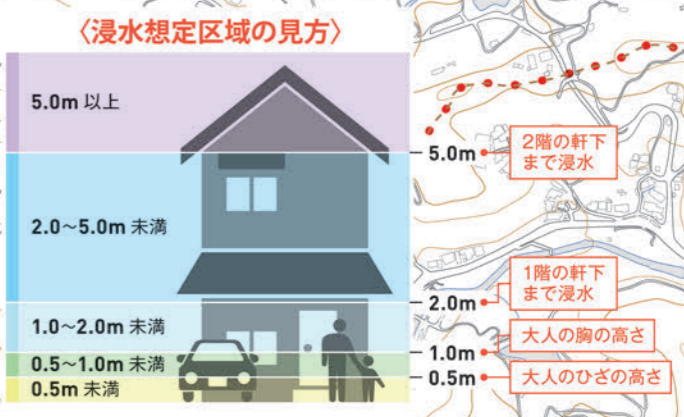 〈浸水想定区域の見方〉
5.0m 以上
2.0〜5.0m 未満
1.0〜2.0m 未満
0.5〜1.0m 未満
0.5m 未満
5.0m
2階の軒下
まで浸水
2.0m
1階の軒下
まで浸水
1.0m
大人の胸の高さ
0.5m
大人のひざの高さ